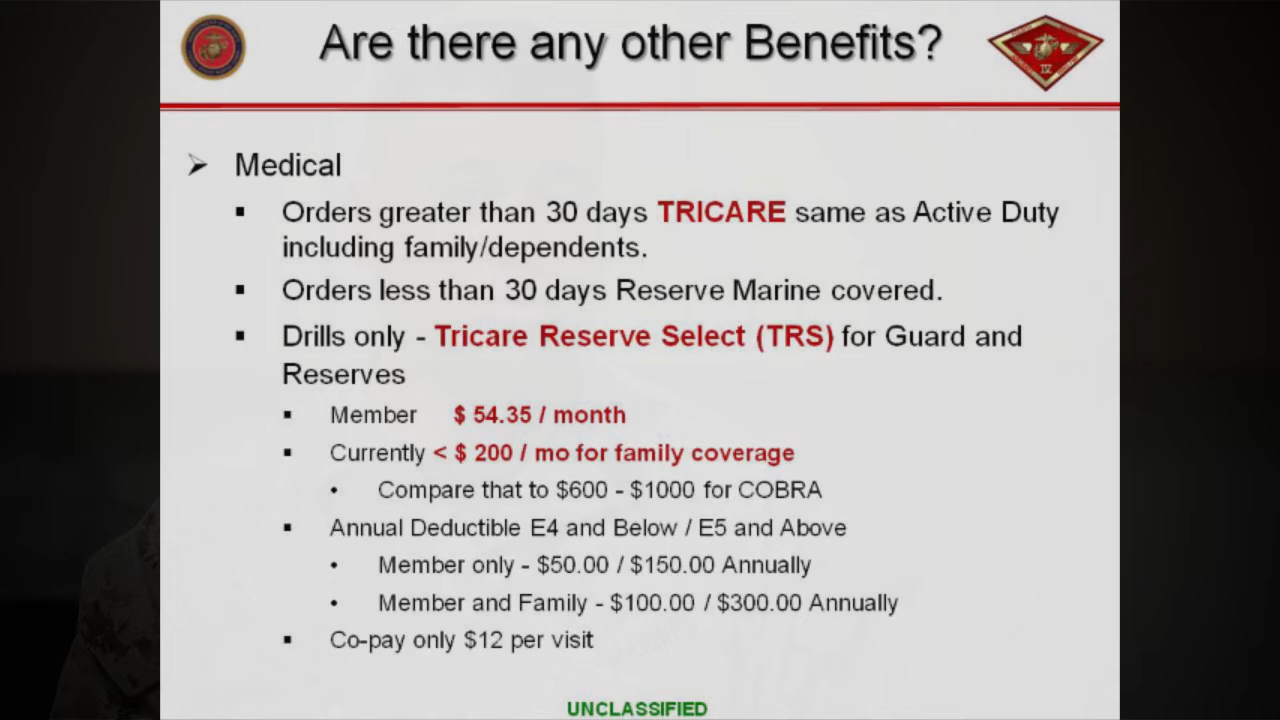 Are there any other Benefits?
IV
➢ Medical
▪ Orders greater than 30 days TRICARE same as Active Duty
including family/dependents.
▪ Orders less than 30 days Reserve Marine covered.
▪ Drills only - Tricare Reserve Select (TRS) for Guard and
Reserves
▪ Member $ 54.35 / month
▪ Currently < $ 200 / mo for family coverage
• Compare that to $600 - $1000 for COBRA
▪ Annual Deductible E4 and Below / E5 and Above
• Member only - $50.00 / $150.00 Annually
• Member and Family - $100.00 / $300.00 Annually
▪ Co-pay only $12 per visit
UNCLASSIFIED